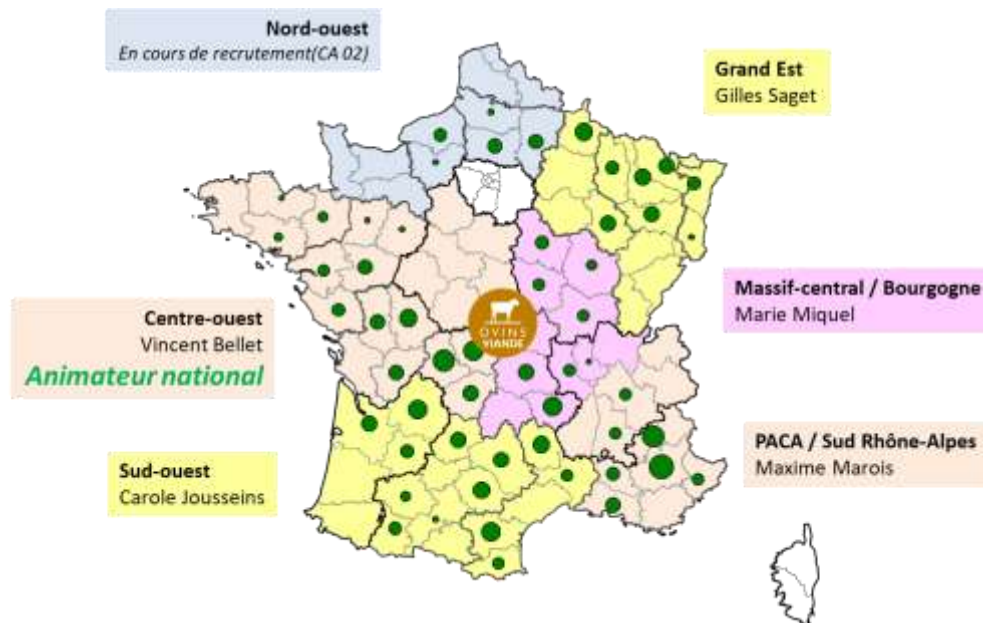 Nord-ouest
En cours de recrutement(CA 02)
Grand Est
Gilles Saget
Massif-central / Bourgogne
Marie Miquel
Centre-ouest
Vincent Bellet
Animateur national
OVINS
VIANDE
PACA / Sud Rhône-Alpes
Maxime Marois
Sud-ouest
Carole Jousseins